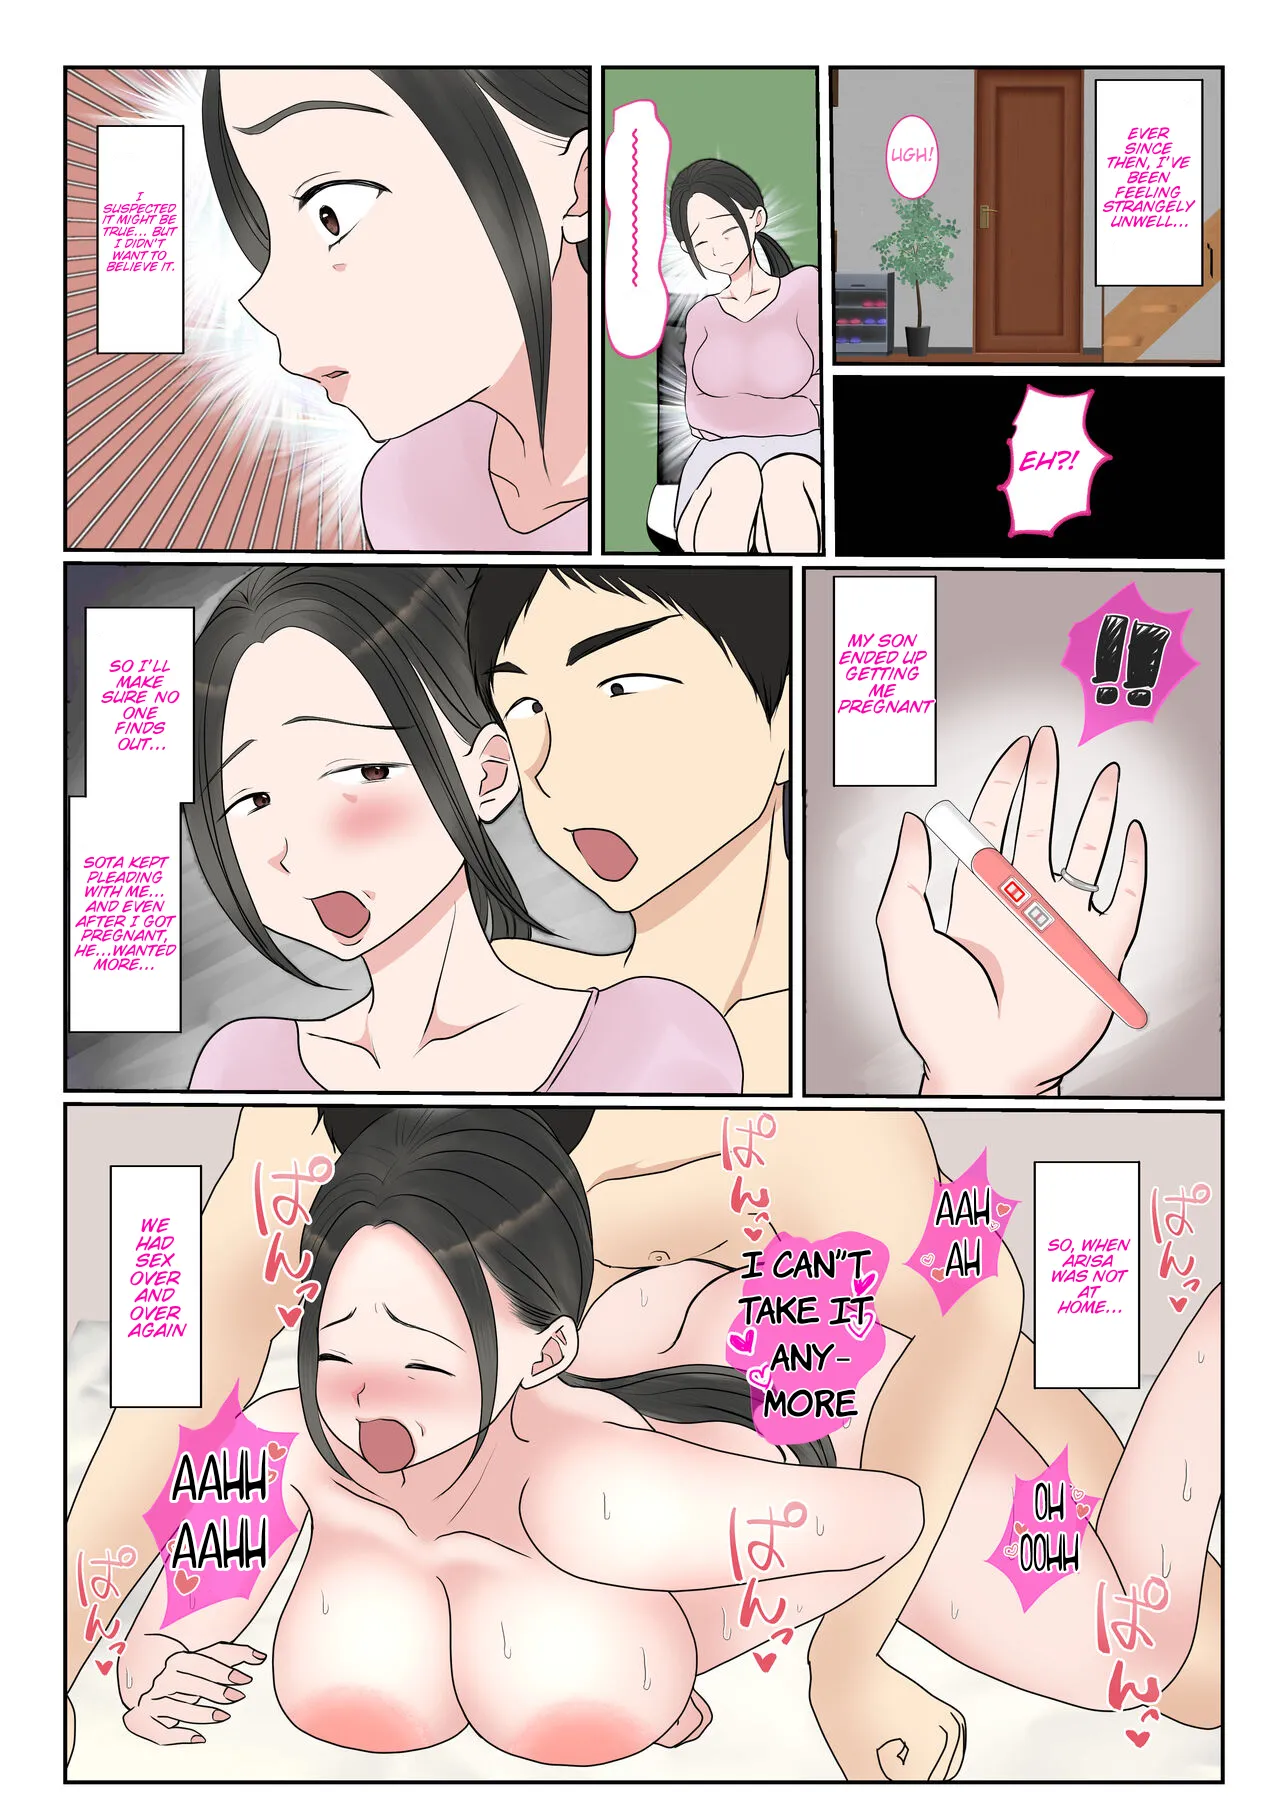 EVER
SINCE
THEN, I'VE
BEEN
FEELING
STRANGELY
UNWELL...
UGH!
EH?!
I
SUSPECTED
IT MIGHT BE
TRUE... BUT
I DIDN'T
WANT TO
BELIEVE IT.
!!
MY SON
ENDED UP
GETTING
ME
PREGNANT
SO I'LL
MAKE
SURE NO
ONE
FINDS
OUT...
SOTA KEPT
PLEADING
WITH ME...
AND EVEN
AFTER I GOT
PREGNANT,
HE...WANTED
MORE...
SO, WHEN
ARISA
WAS NOT
AT
HOME...
AAH
AH
I CAN"T
TAKE IT
ANY-
MORE
OH
OOHH
WE
HAD
SEX
OVER
AND
OVER
AGAIN
AAHH
AAHH
ぱんっ
ぱんっ
ぱんっ
ぱんっ
ぱんっ
ぱんっ